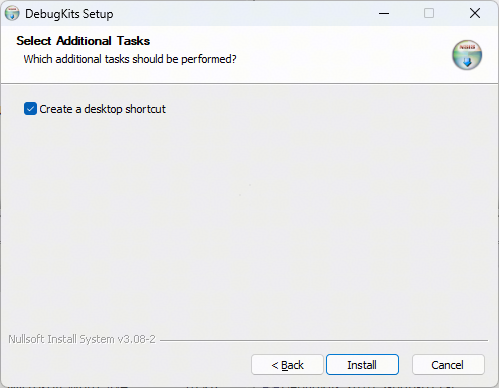 DebugKits Setup
Select Additional Tasks
Which additional tasks should be performed?
Create a desktop shortcut
Nullsoft Install System v3.08-2
< Back
Install
Cancel